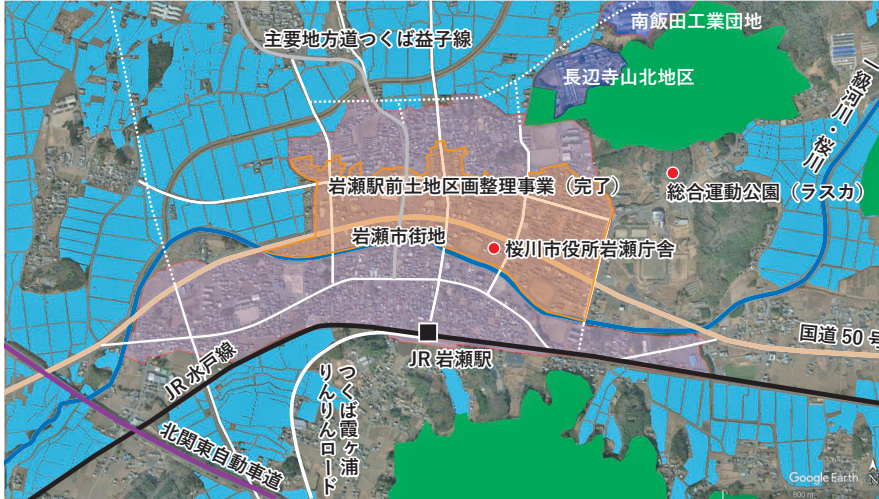 南飯田工業団地
主要地方道つくば益子線
長辺寺山北地区
一級河川・桜川
岩瀬駅前土地区画整理事業（完了）
総合運動公園（ラスカ）
岩瀬市街地
桜川市役所岩瀬庁舎
国道50号
JR岩瀬駅
JR水戸線
つくば霞ヶ浦
りんりんロード
北関東自動車道
Google Earth
N
800 m